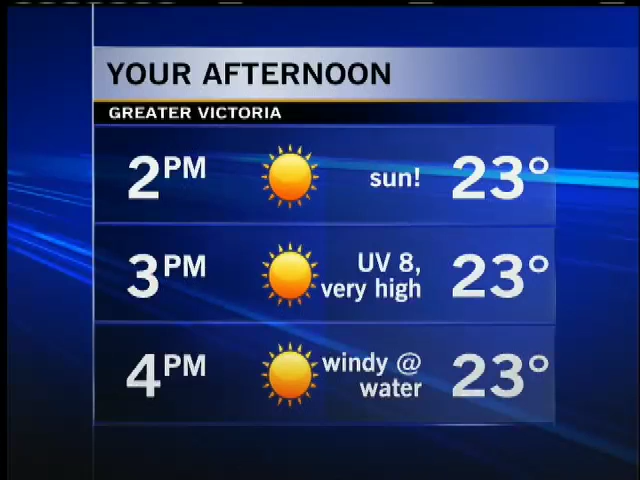 YOUR AFTERNOON
GREATER VICTORIA
2PM sun! 23°
3PM UV 8, very high 23°
4PM windy @ water 23°